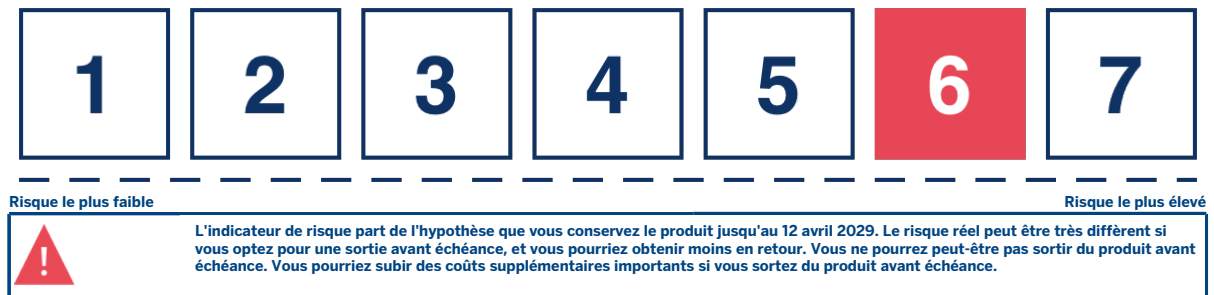 1 2 3 4 5 6 7
Risque le plus faible Risque le plus élevé
!
L'indicateur de risque part de l'hypothèse que vous conservez le produit jusqu'au 12 avril 2029. Le risque réel peut être très diffèrent si
vous optez pour une sortie avant échéance, et vous pourriez obtenir moins en retour. Vous ne pourrez peut-être pas sortir du produit avant
échéance. Vous pourriez subir des coûts supplémentaires importants si vous sortez du produit avant échéance.